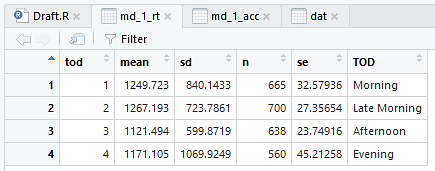 Draft.R × md_1_rt × md_1_acc × dat ×
Filter
tod mean sd n se TOD
1 1 1249.723 840.1433 665 32.57936 Morning
2 2 1267.193 723.7861 700 27.35654 Late Morning
3 3 1121.494 599.8719 638 23.74916 Afternoon
4 4 1171.105 1069.9249 560 45.21258 Evening